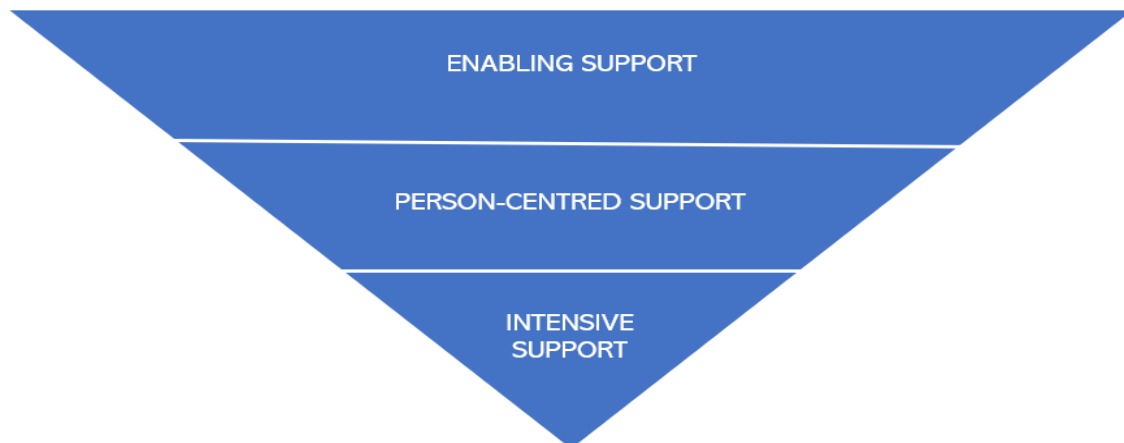 ENABLING SUPPORT
PERSON-CENTRED SUPPORT
INTENSIVE
SUPPORT